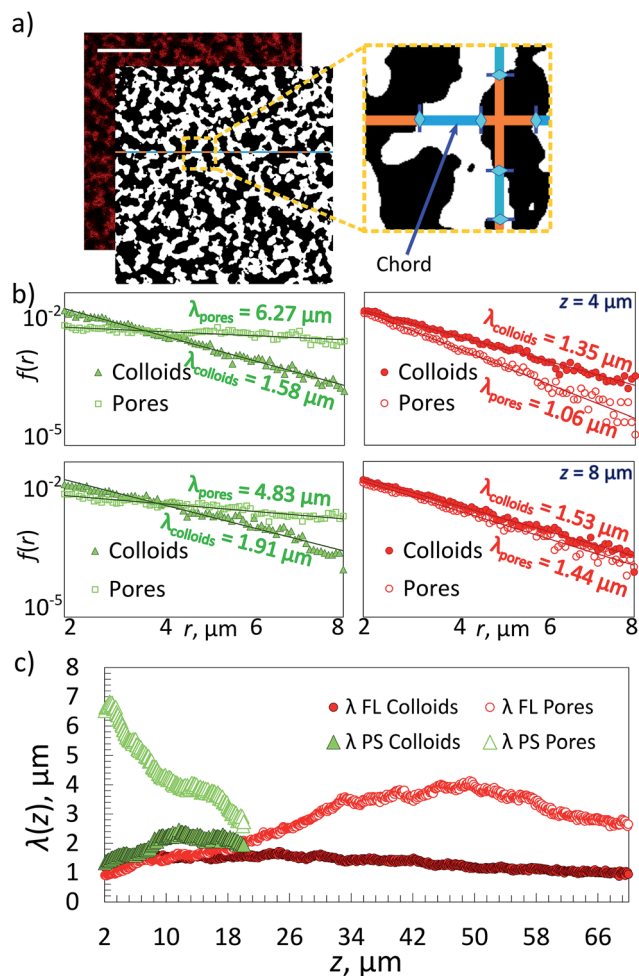 a)
Chord
b)
10⁻²
f(r)
10⁻⁵
λpores = 6.27 µm
Colloids
λcolloids = 1.58 µm
Pores
z = 4 µm
λcolloids = 1.35 µm
Colloids
λpores = 1.06 µm
Pores
10⁻²
f(r)
10⁻⁵
λpores = 4.83 µm
Colloids
λcolloids = 1.91 µm
Pores
z = 8 µm
λcolloids = 1.53 µm
Colloids
λpores = 1.44 µm
Pores
2 4 6 8
r, µm
2 4 6 8
r, µm
c)
8
7
6
5
4
3
2
1
0
λ(z), µm
λ FL Colloids
λ FL Pores
λ PS Colloids
λ PS Pores
2 10 18 26 34 42 50 58 66
z, µm